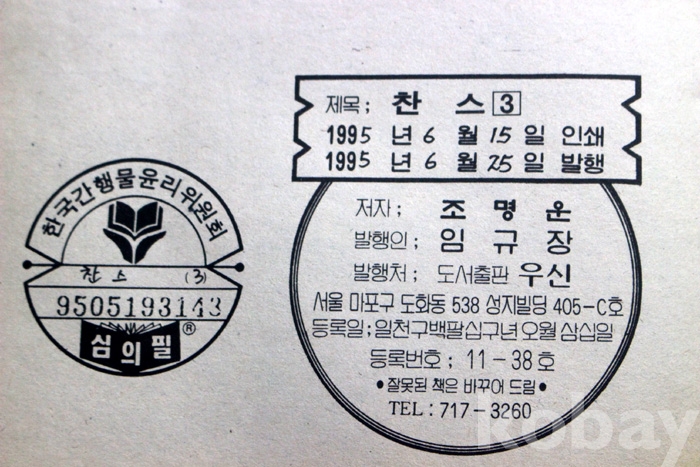 한국간행물윤리위원회
찬 스 (3)
9505193143
심의필 ®
제목; 찬 스 3
1995 년 6 월 15 일 인쇄
1995 년 6 월 25 일 발행
저자; 조 명 운
발행인; 임 규 장
발행처; 도서출판 우신
서울 마포구 도화동 538 성지빌딩 405-C호
등록일; 일천구백팔십구년 오월 삼십일
등록번호; 11-38호
•잘못된 책은 바꾸어 드림•
TEL: 717-3260
kobay